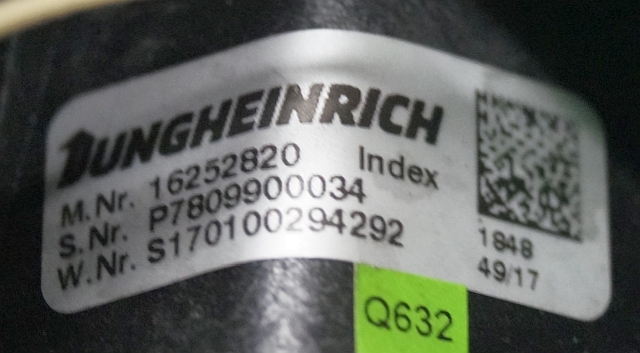 JUNGHEINRICH
M.Nr. 16252820 Index
S.Nr. P7809900034
W.Nr. S170100294292
1848
49/17
Q632